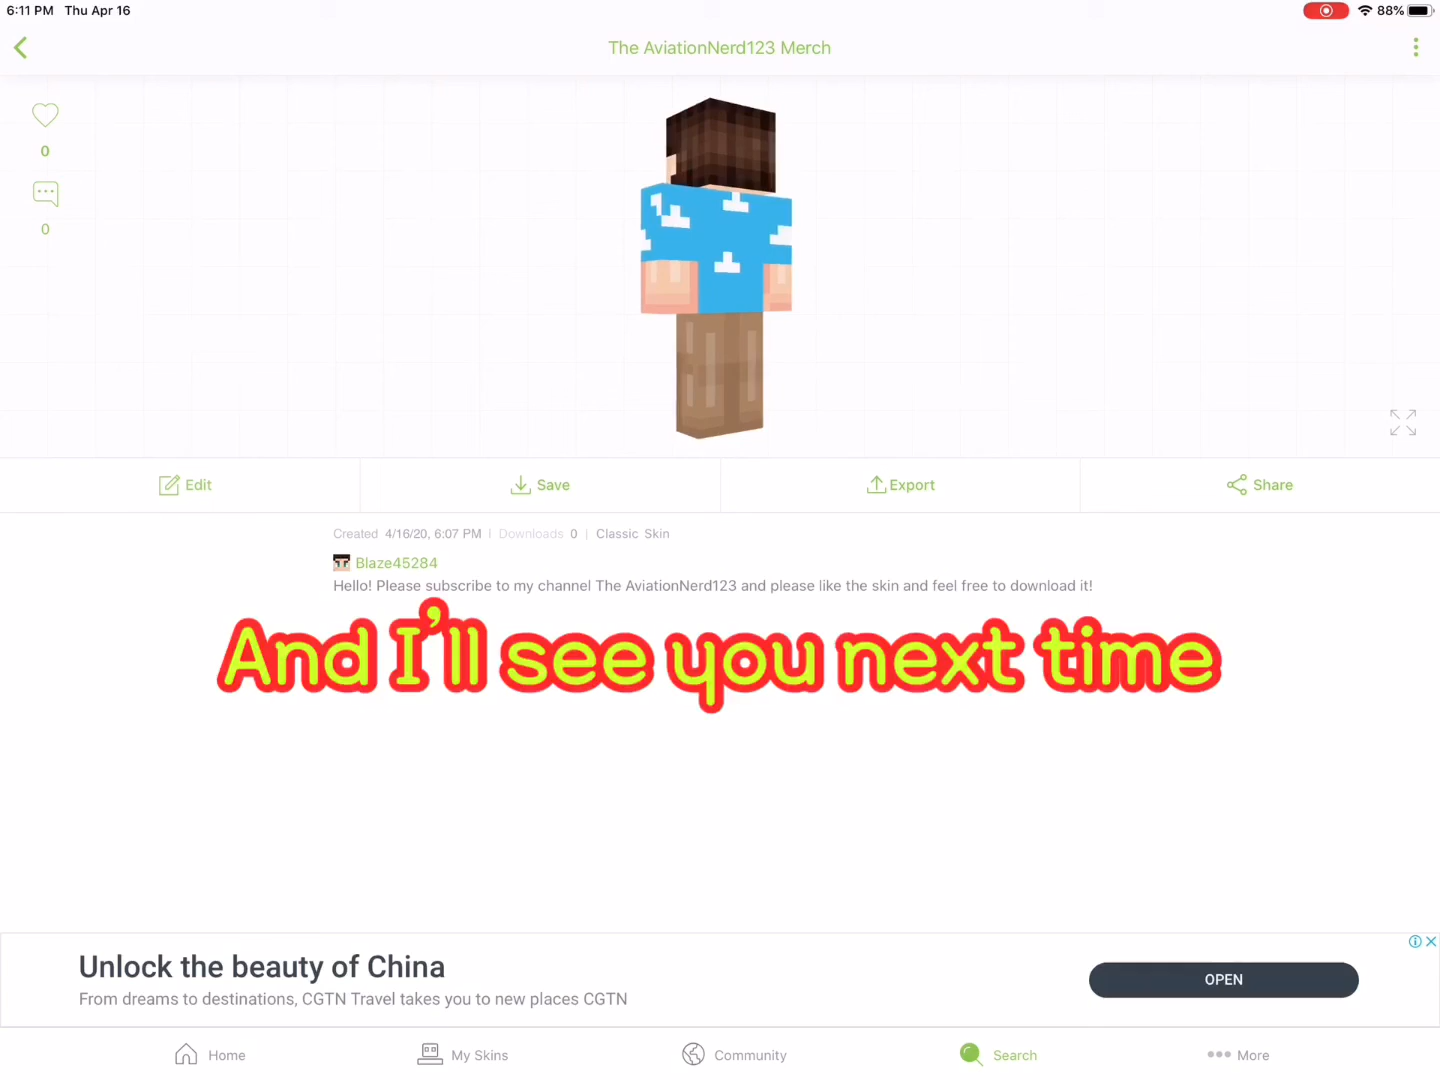 6:11 PM Thu Apr 16
88%
The AviationNerd123 Merch
0
0
Edit
Save
Export
Share
Created 4/16/20, 6:07 PM | Downloads 0 | Classic Skin
Blaze45284
Hello! Please subscribe to my channel The AviationNerd123 and please like the skin and feel free to download it!
And I'll see you next time
Unlock the beauty of China
From dreams to destinations, CGTN Travel takes you to new places CGTN
OPEN
Home
My Skins
Community
Search
More